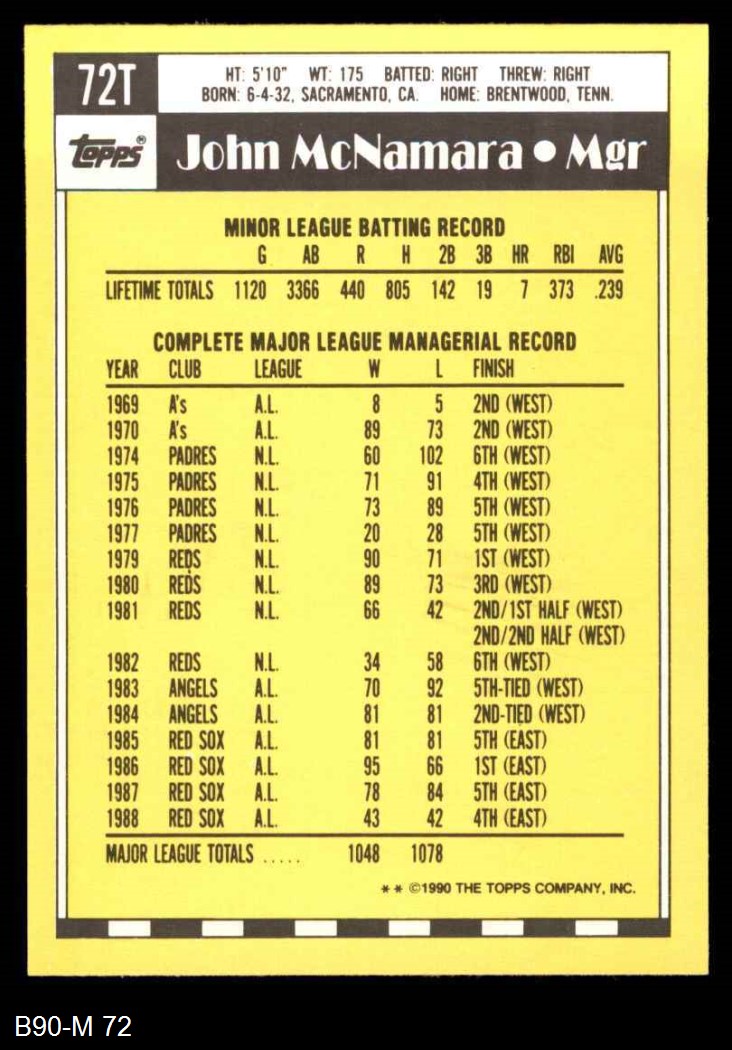 72T
HT: 5'10" WT: 175 BATTED: RIGHT THREW: RIGHT
BORN: 6-4-32, SACRAMENTO, CA. HOME: BRENTWOOD, TENN.
TOPPS® John McNamara • Mgr
MINOR LEAGUE BATTING RECORD
G AB R H 2B 3B HR RBI AVG
LIFETIME TOTALS 1120 3366 440 805 142 19 7 373 .239
COMPLETE MAJOR LEAGUE MANAGERIAL RECORD
YEAR CLUB LEAGUE W L FINISH
1969 A's A.L. 8 5 2ND (WEST)
1970 A's A.L. 89 73 2ND (WEST)
1974 PADRES N.L. 60 102 6TH (WEST)
1975 PADRES N.L. 71 91 4TH (WEST)
1976 PADRES N.L. 73 89 5TH (WEST)
1977 PADRES N.L. 20 28 5TH (WEST)
1979 REDS N.L. 90 71 1ST (WEST)
1980 REDS N.L. 89 73 3RD (WEST)
1981 REDS N.L. 66 42 2ND/1ST HALF (WEST)
2ND/2ND HALF (WEST)
1982 REDS N.L. 34 58 6TH (WEST)
1983 ANGELS A.L. 70 92 5TH-TIED (WEST)
1984 ANGELS A.L. 81 81 2ND-TIED (WEST)
1985 RED SOX A.L. 81 81 5TH (EAST)
1986 RED SOX A.L. 95 66 1ST (EAST)
1987 RED SOX A.L. 78 84 5TH (EAST)
1988 RED SOX A.L. 43 42 4TH (EAST)
MAJOR LEAGUE TOTALS ..... 1048 1078
** ©1990 THE TOPPS COMPANY, INC.
B90-M 72